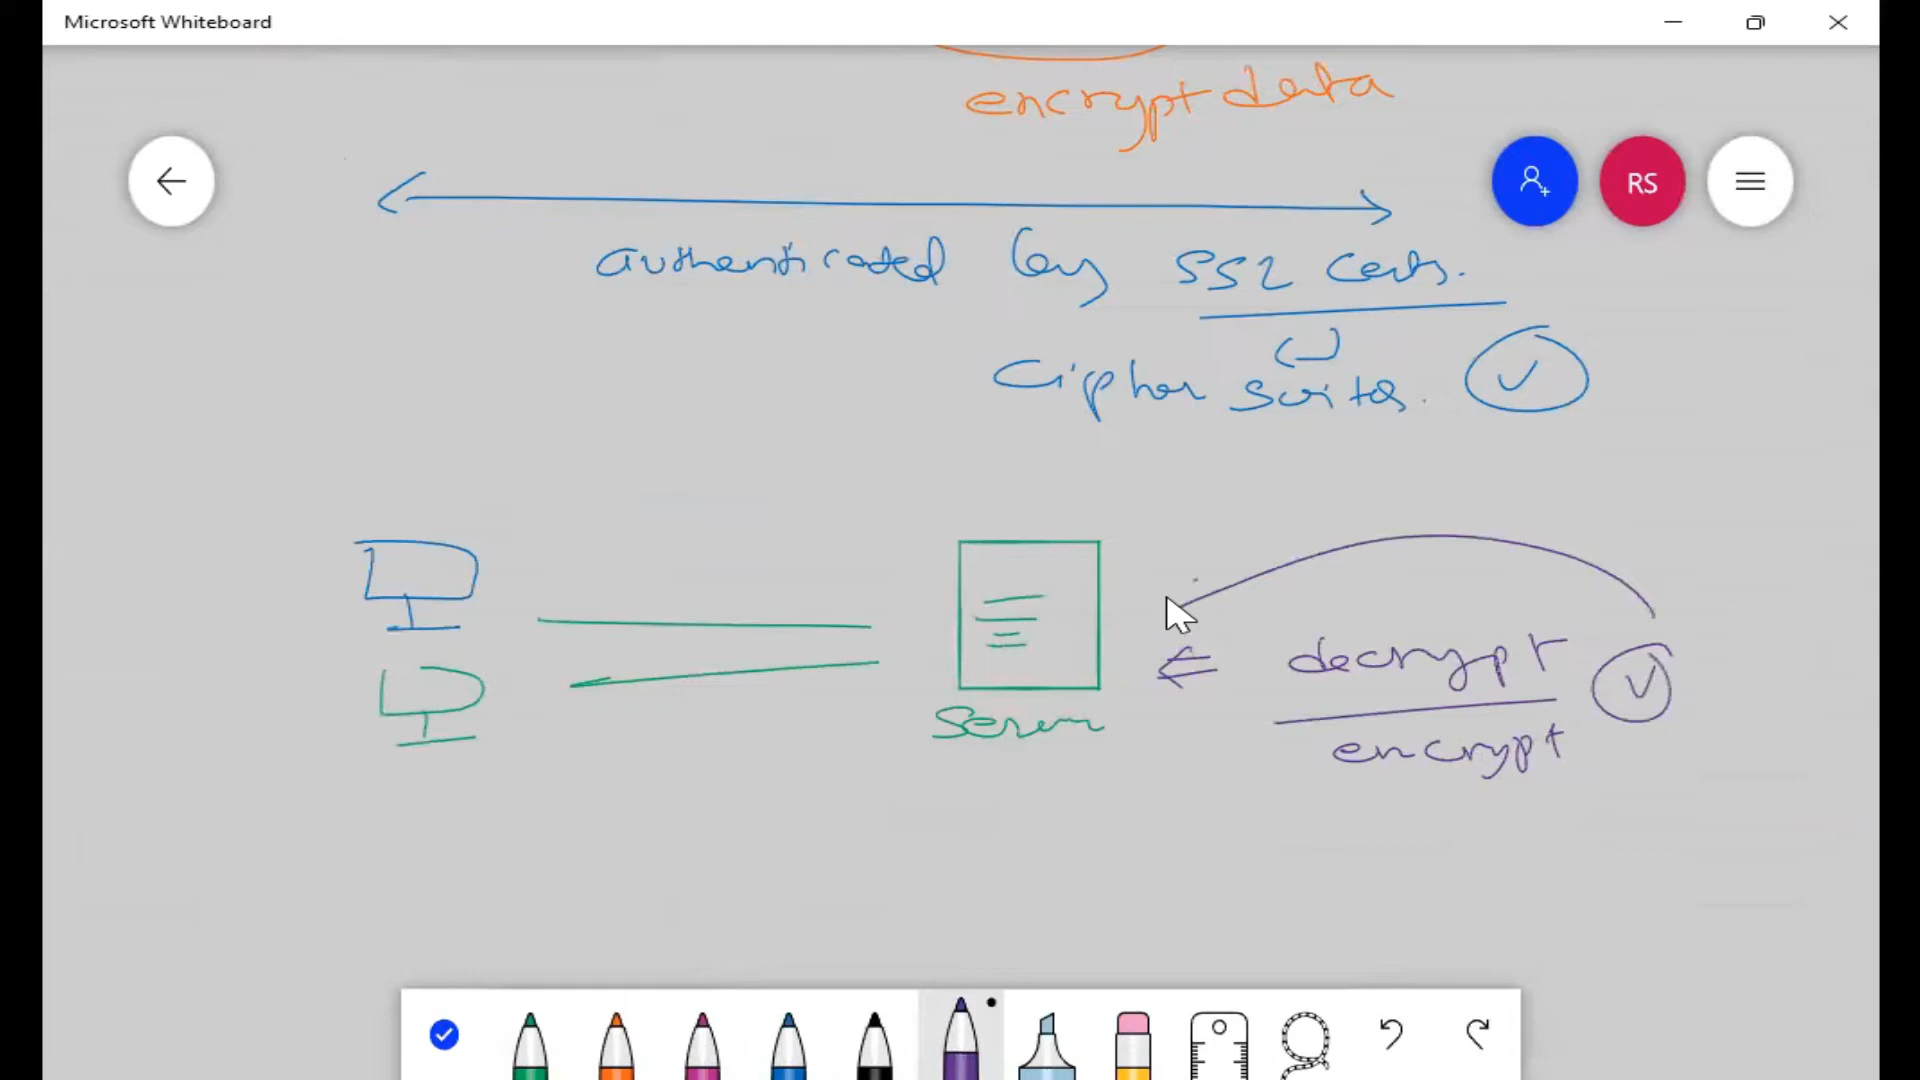 Microsoft Whiteboard
encrypt data
RS
authenticated by SSL certs.
Cipher suites.
decrypt
Server
encrypt